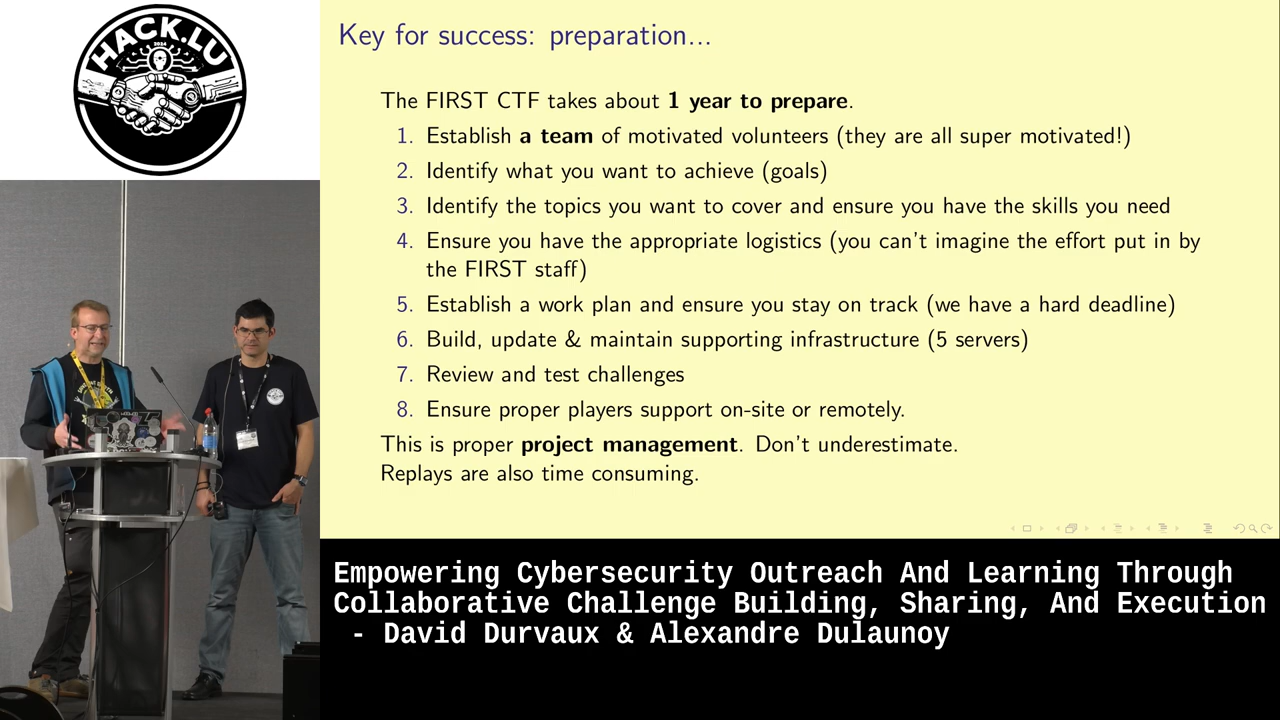 HACK.LU
2024
Key for success: preparation...
The FIRST CTF takes about 1 year to prepare.
1. Establish a team of motivated volunteers (they are all super motivated!)
2. Identify what you want to achieve (goals)
3. Identify the topics you want to cover and ensure you have the skills you need
4. Ensure you have the appropriate logistics (you can't imagine the effort put in by
the FIRST staff)
5. Establish a work plan and ensure you stay on track (we have a hard deadline)
6. Build, update & maintain supporting infrastructure (5 servers)
7. Review and test challenges
8. Ensure proper players support on-site or remotely.
This is proper project management. Don't underestimate.
Replays are also time consuming.
Empowering Cybersecurity Outreach And Learning Through
Collaborative Challenge Building, Sharing, And Execution
- David Durvaux & Alexandre Dulaunoy